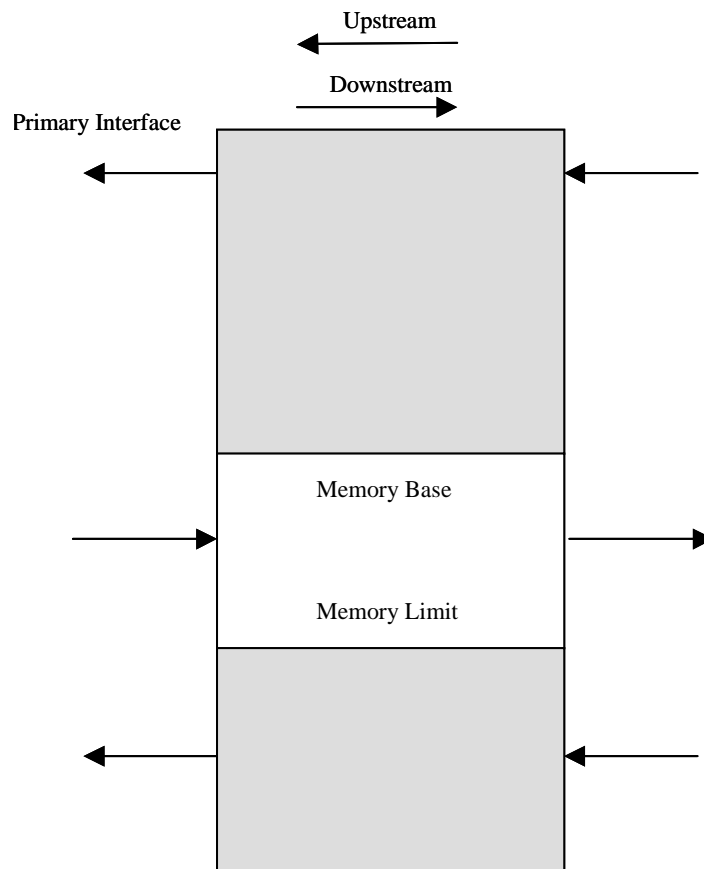 Upstream
Downstream
Primary Interface
Memory Base
Memory Limit